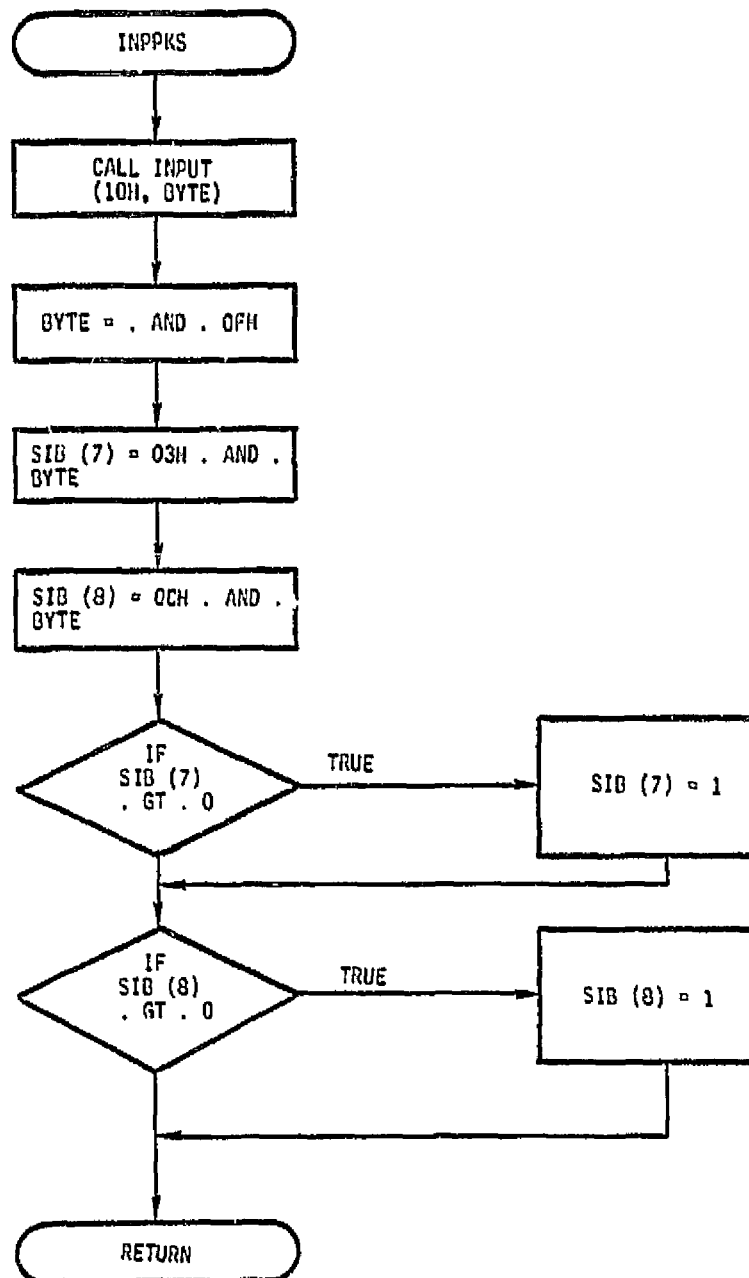 INPPKS
CALL INPUT
(10H, BYTE)
BYTE = . AND . 0FH
SIB (7) = 03H . AND .
BYTE
SIB (8) = 0CH . AND .
BYTE
IF
SIB (7)
. GT . 0
TRUE
SIB (7) = 1
IF
SIB (8)
. GT . 0
TRUE
SIB (8) = 1
RETURN